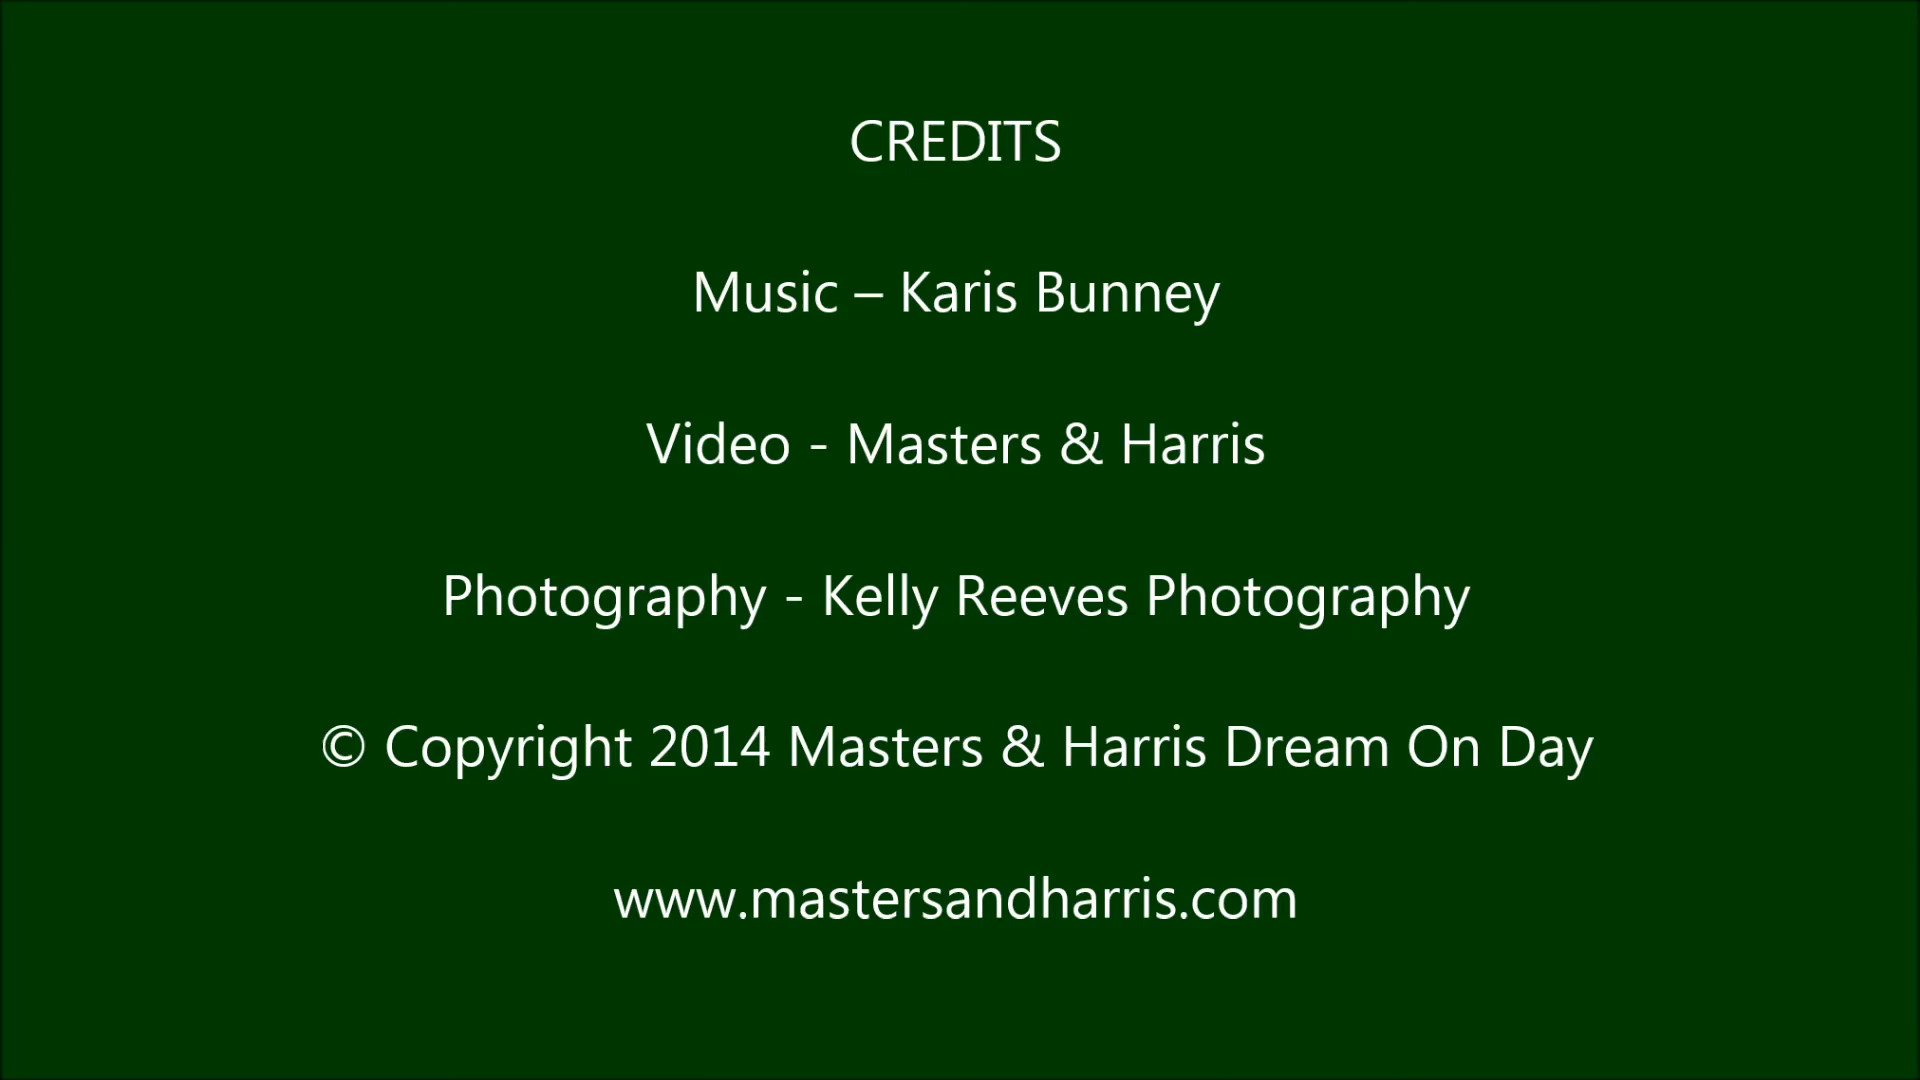 CREDITS
Music – Karis Bunney
Video - Masters & Harris
Photography - Kelly Reeves Photography
© Copyright 2014 Masters & Harris Dream On Day
www.mastersandharris.com